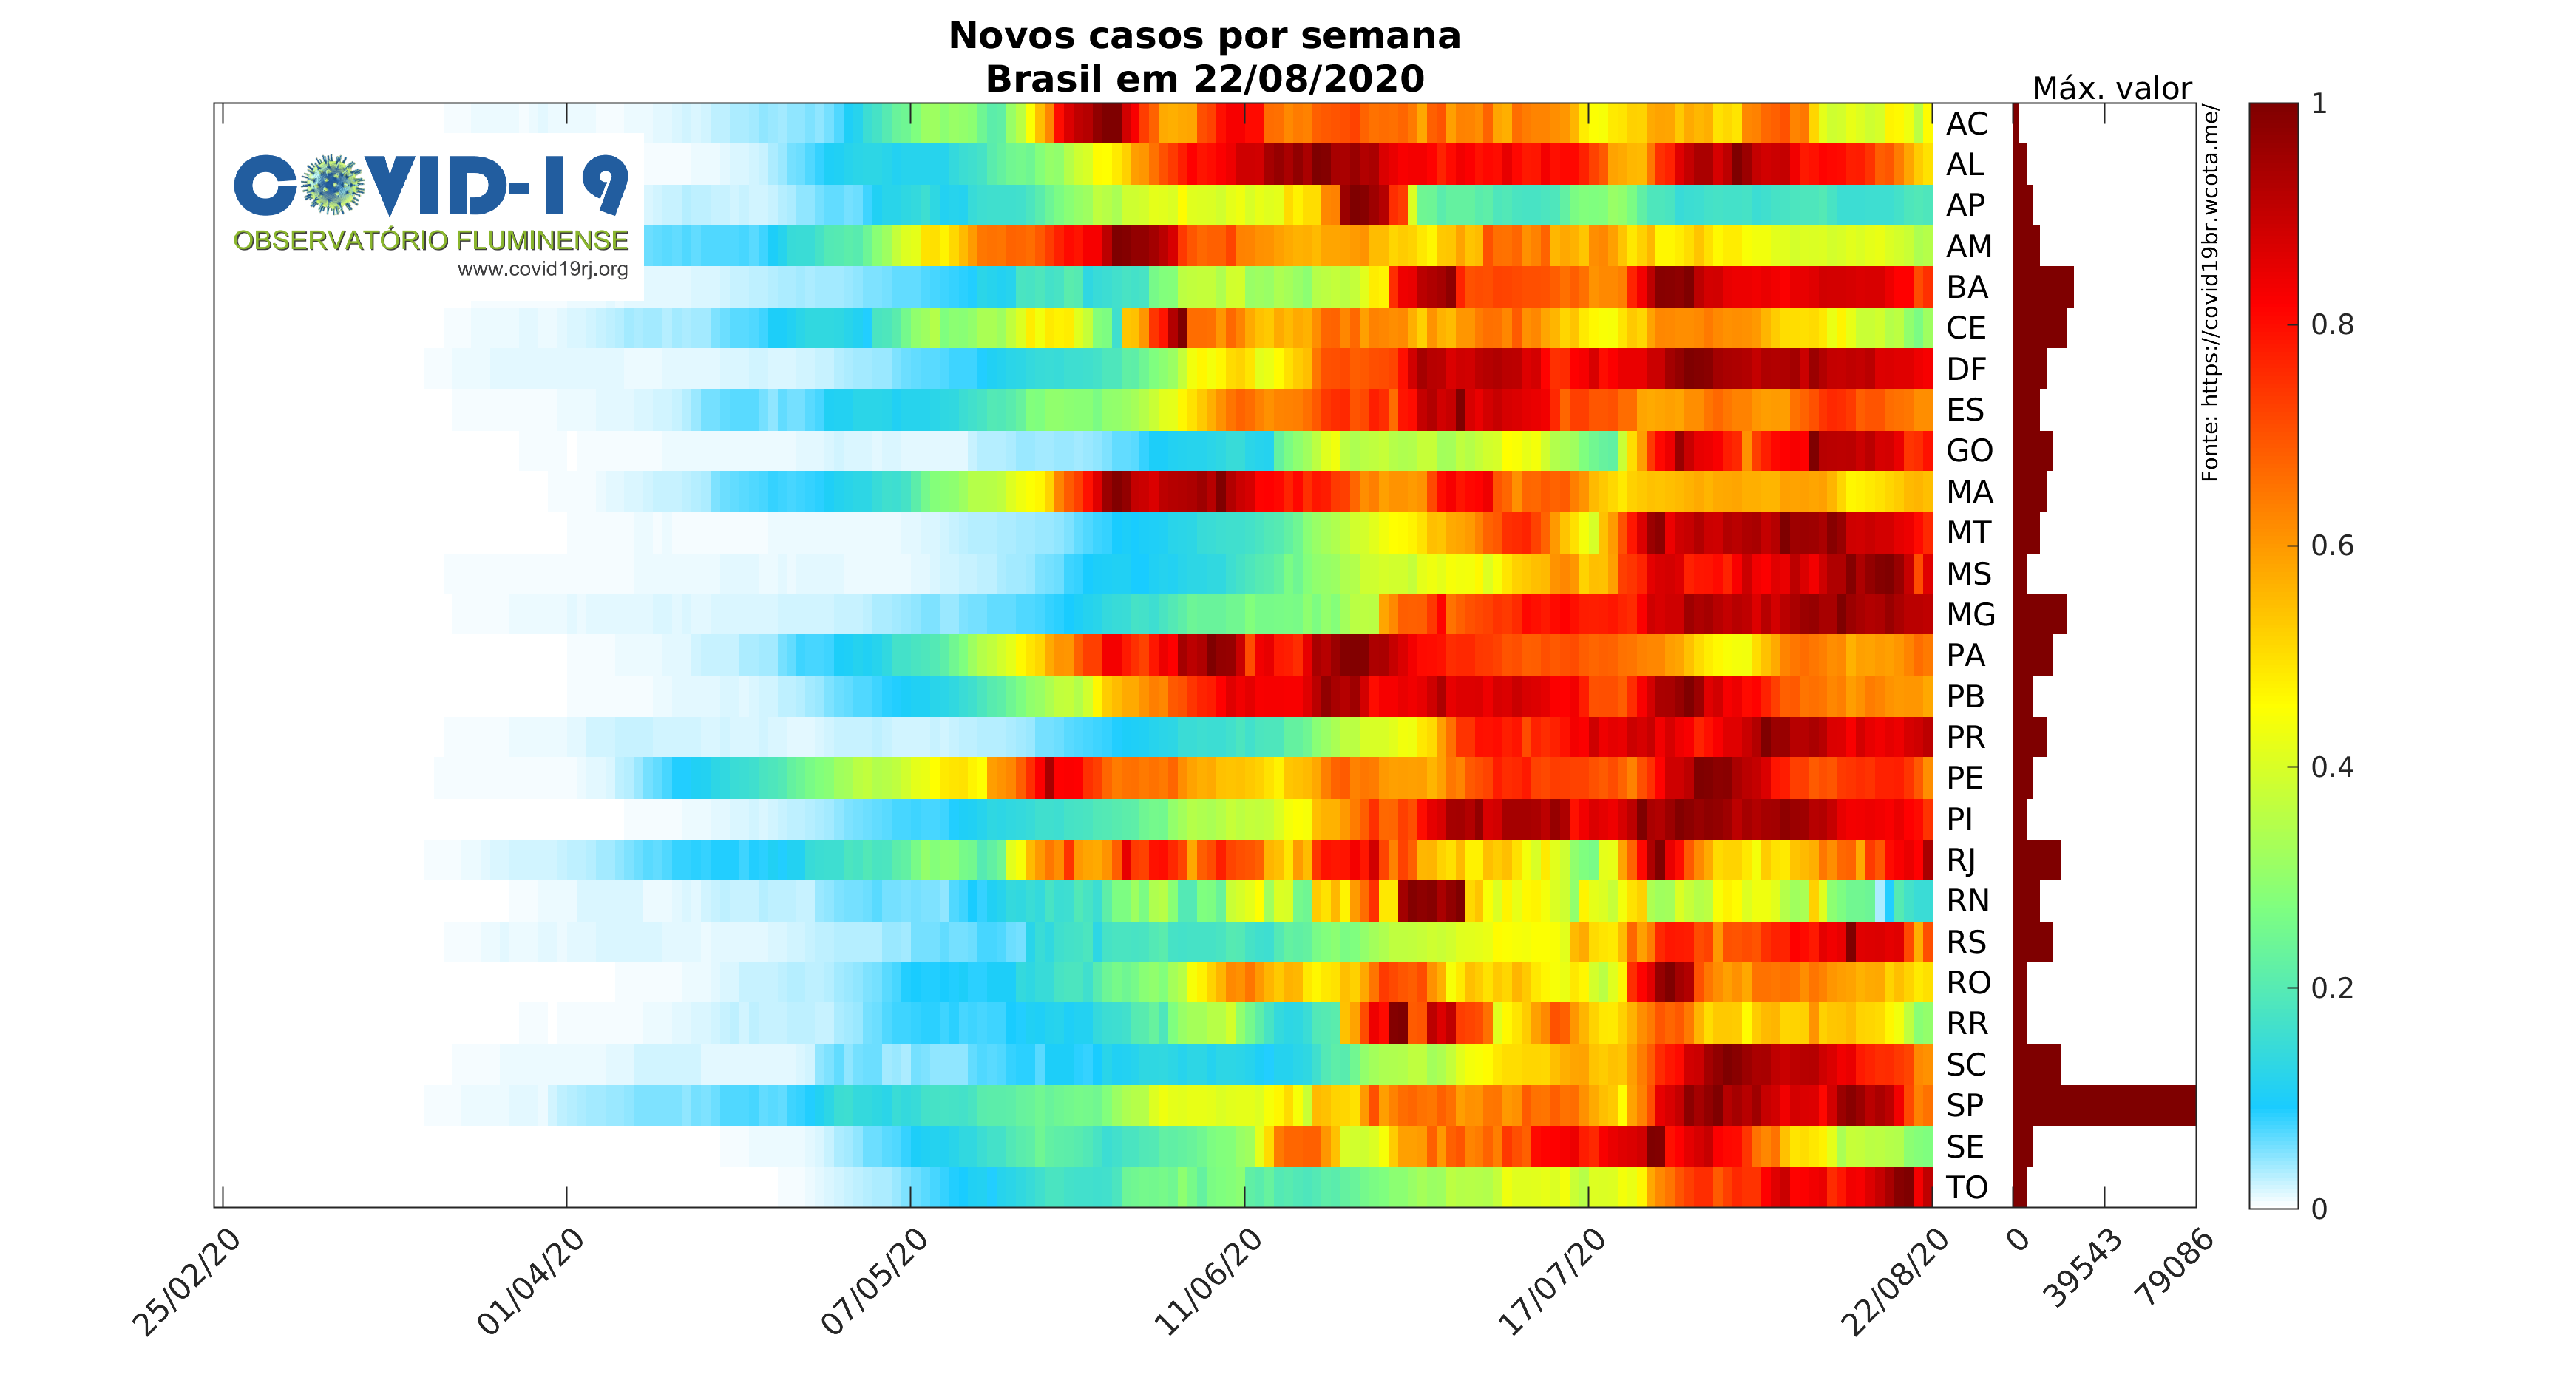 Novos casos por semana
Brasil em 22/08/2020
Máx. valor
COVID-19
OBSERVATÓRIO FLUMINENSE
www.covid19rj.org
AC
AL
AP
AM
BA
CE
DF
ES
GO
MA
MT
MS
MG
PA
PB
PR
PE
PI
RJ
RN
RS
RO
RR
SC
SP
SE
TO
Fonte: https://covid19br.wcota.me/
1
0.8
0.6
0.4
0.2
0
25/02/20
01/04/20
07/05/20
11/06/20
17/07/20
22/08/20
0
39543
79086